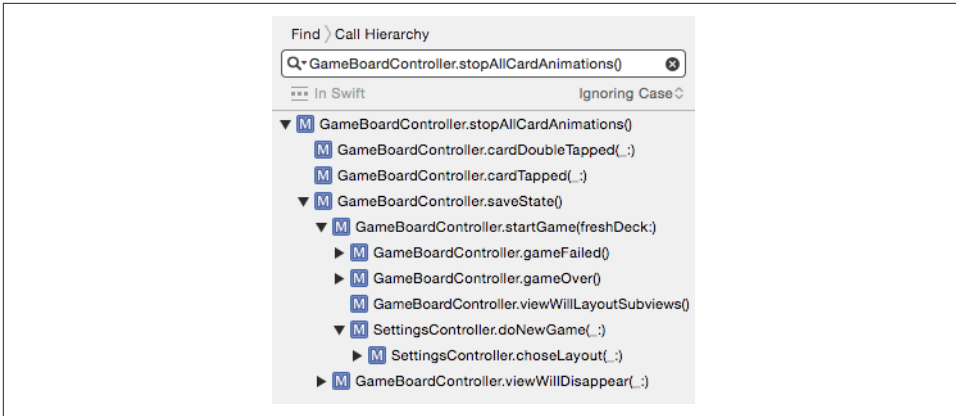 Find 〉Call Hierarchy
GameBoardController.stopAllCardAnimations()
In Swift Ignoring Case
M GameBoardController.stopAllCardAnimations()
M GameBoardController.cardDoubleTapped(_:)
M GameBoardController.cardTapped(_:)
M GameBoardController.saveState()
M GameBoardController.startGame(freshDeck:)
M GameBoardController.gameFailed()
M GameBoardController.gameOver()
M GameBoardController.viewWillLayoutSubviews()
M SettingsController.doNewGame(_:)
M SettingsController.choseLayout(_:)
M GameBoardController.viewWillDisappear(_:)